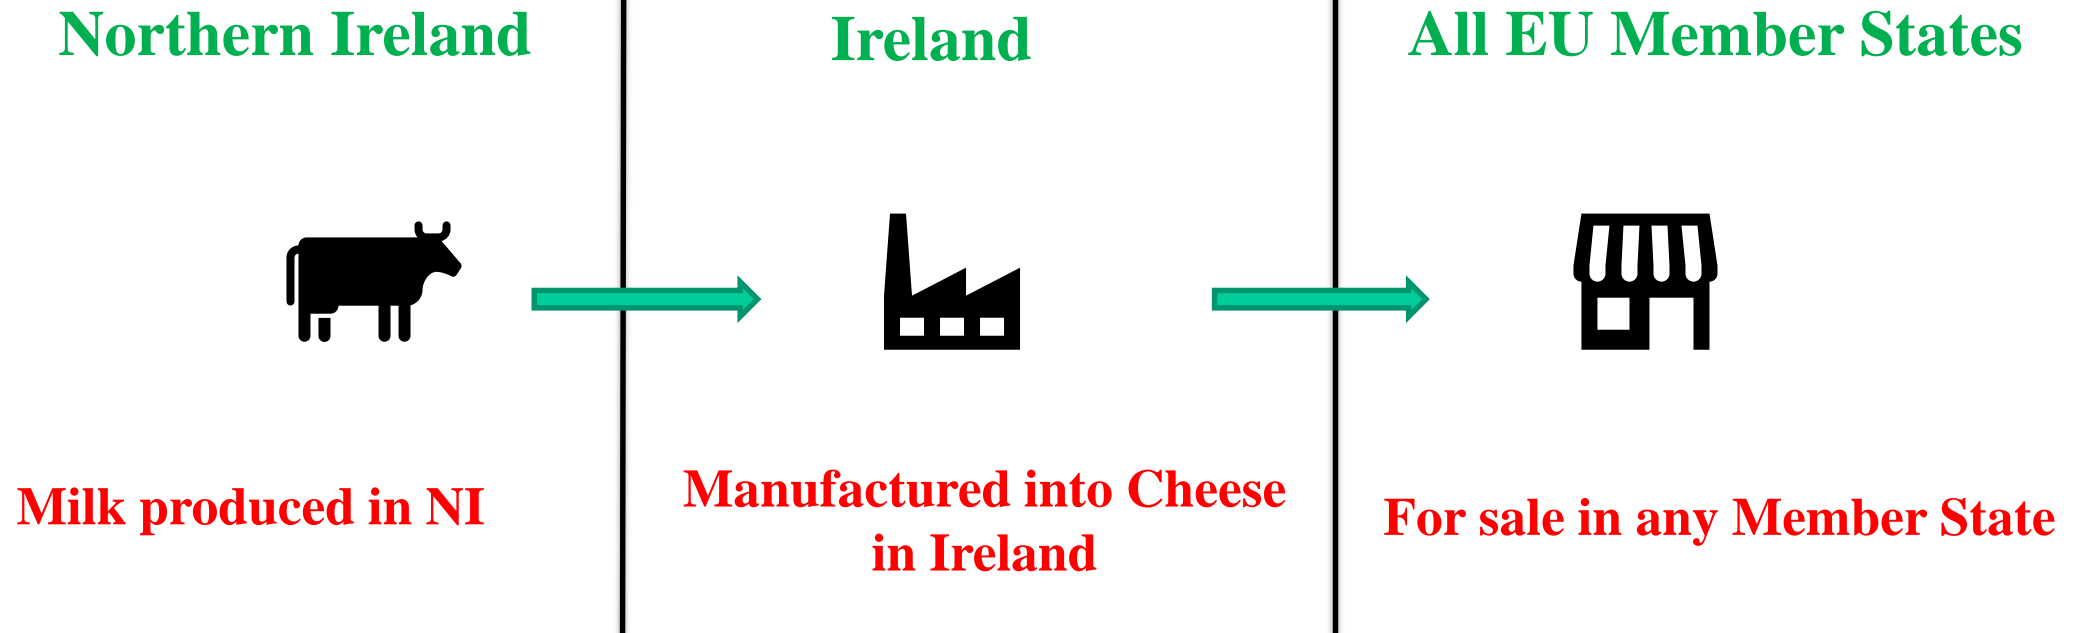 Northern Ireland
Ireland
All EU Member States
Milk produced in NI
Manufactured into Cheese
in Ireland
For sale in any Member State